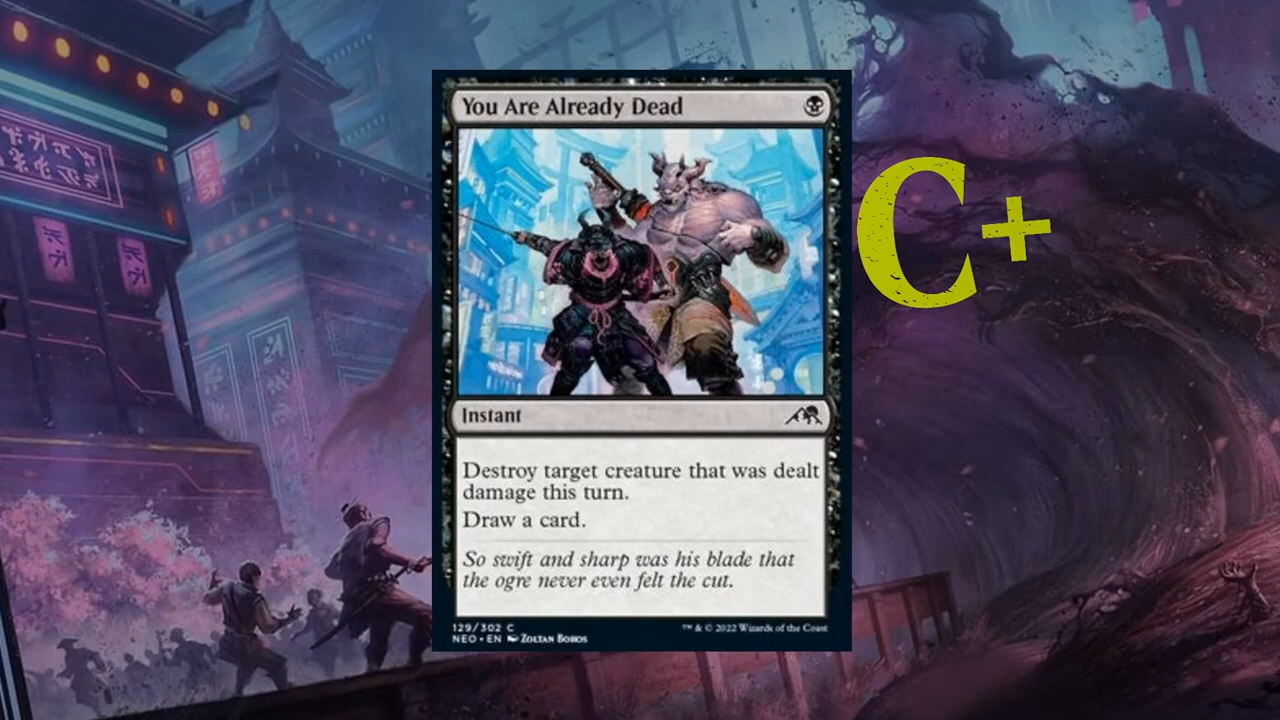 You Are Already Dead
C+
Instant
Destroy target creature that was dealt
damage this turn.
Draw a card.
So swift and sharp was his blade that
the ogre never even felt the cut.
129/302 C
NEO • EN ZOLTAN BOROS
™ & © 2022 Wizards of the Coast